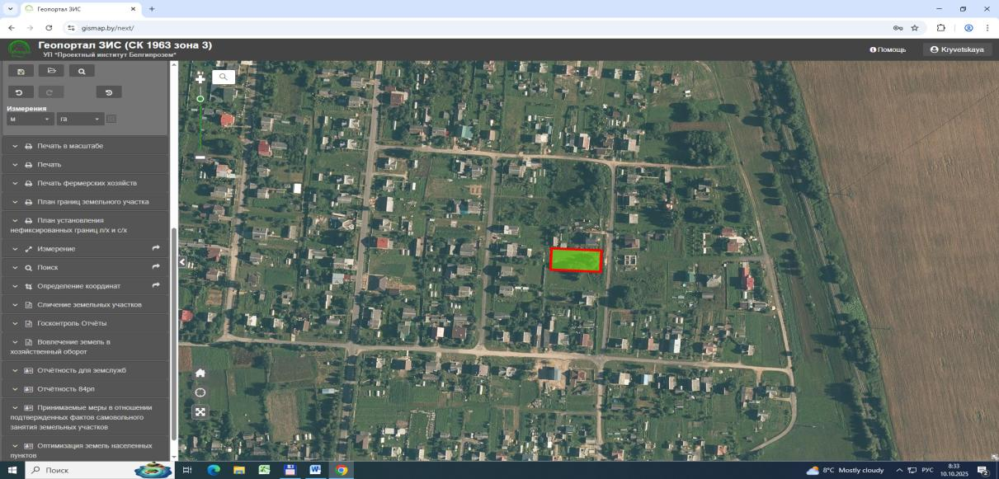 Геопортал ЗИС
gismap.by/next/
Геопортал ЗИС (СК 1963 зона 3)
УП "Проектный институт Белгипрозем"
Помощь
Kryvetskaya
Измерения
м
га
Печать в масштабе
Печать
Печать фермерских хозяйств
План границ земельного участка
План установления
нефиксированных границ л/х и с/х
Измерение
Поиск
Определение координат
Сличение земельных участков
Госконтроль Отчёты
Вовлечение земель в
хозяйственный оборот
Отчётность дляземслужб
Отчётность 84рп
Принимаемые меры в отношении
подтвержденных фактов самовольного
занятия земельных участков
Оптимизация земель населенных
пунктов
Поиск
8°C Mostly cloudy
РУС
8:33
10.10.2025
2